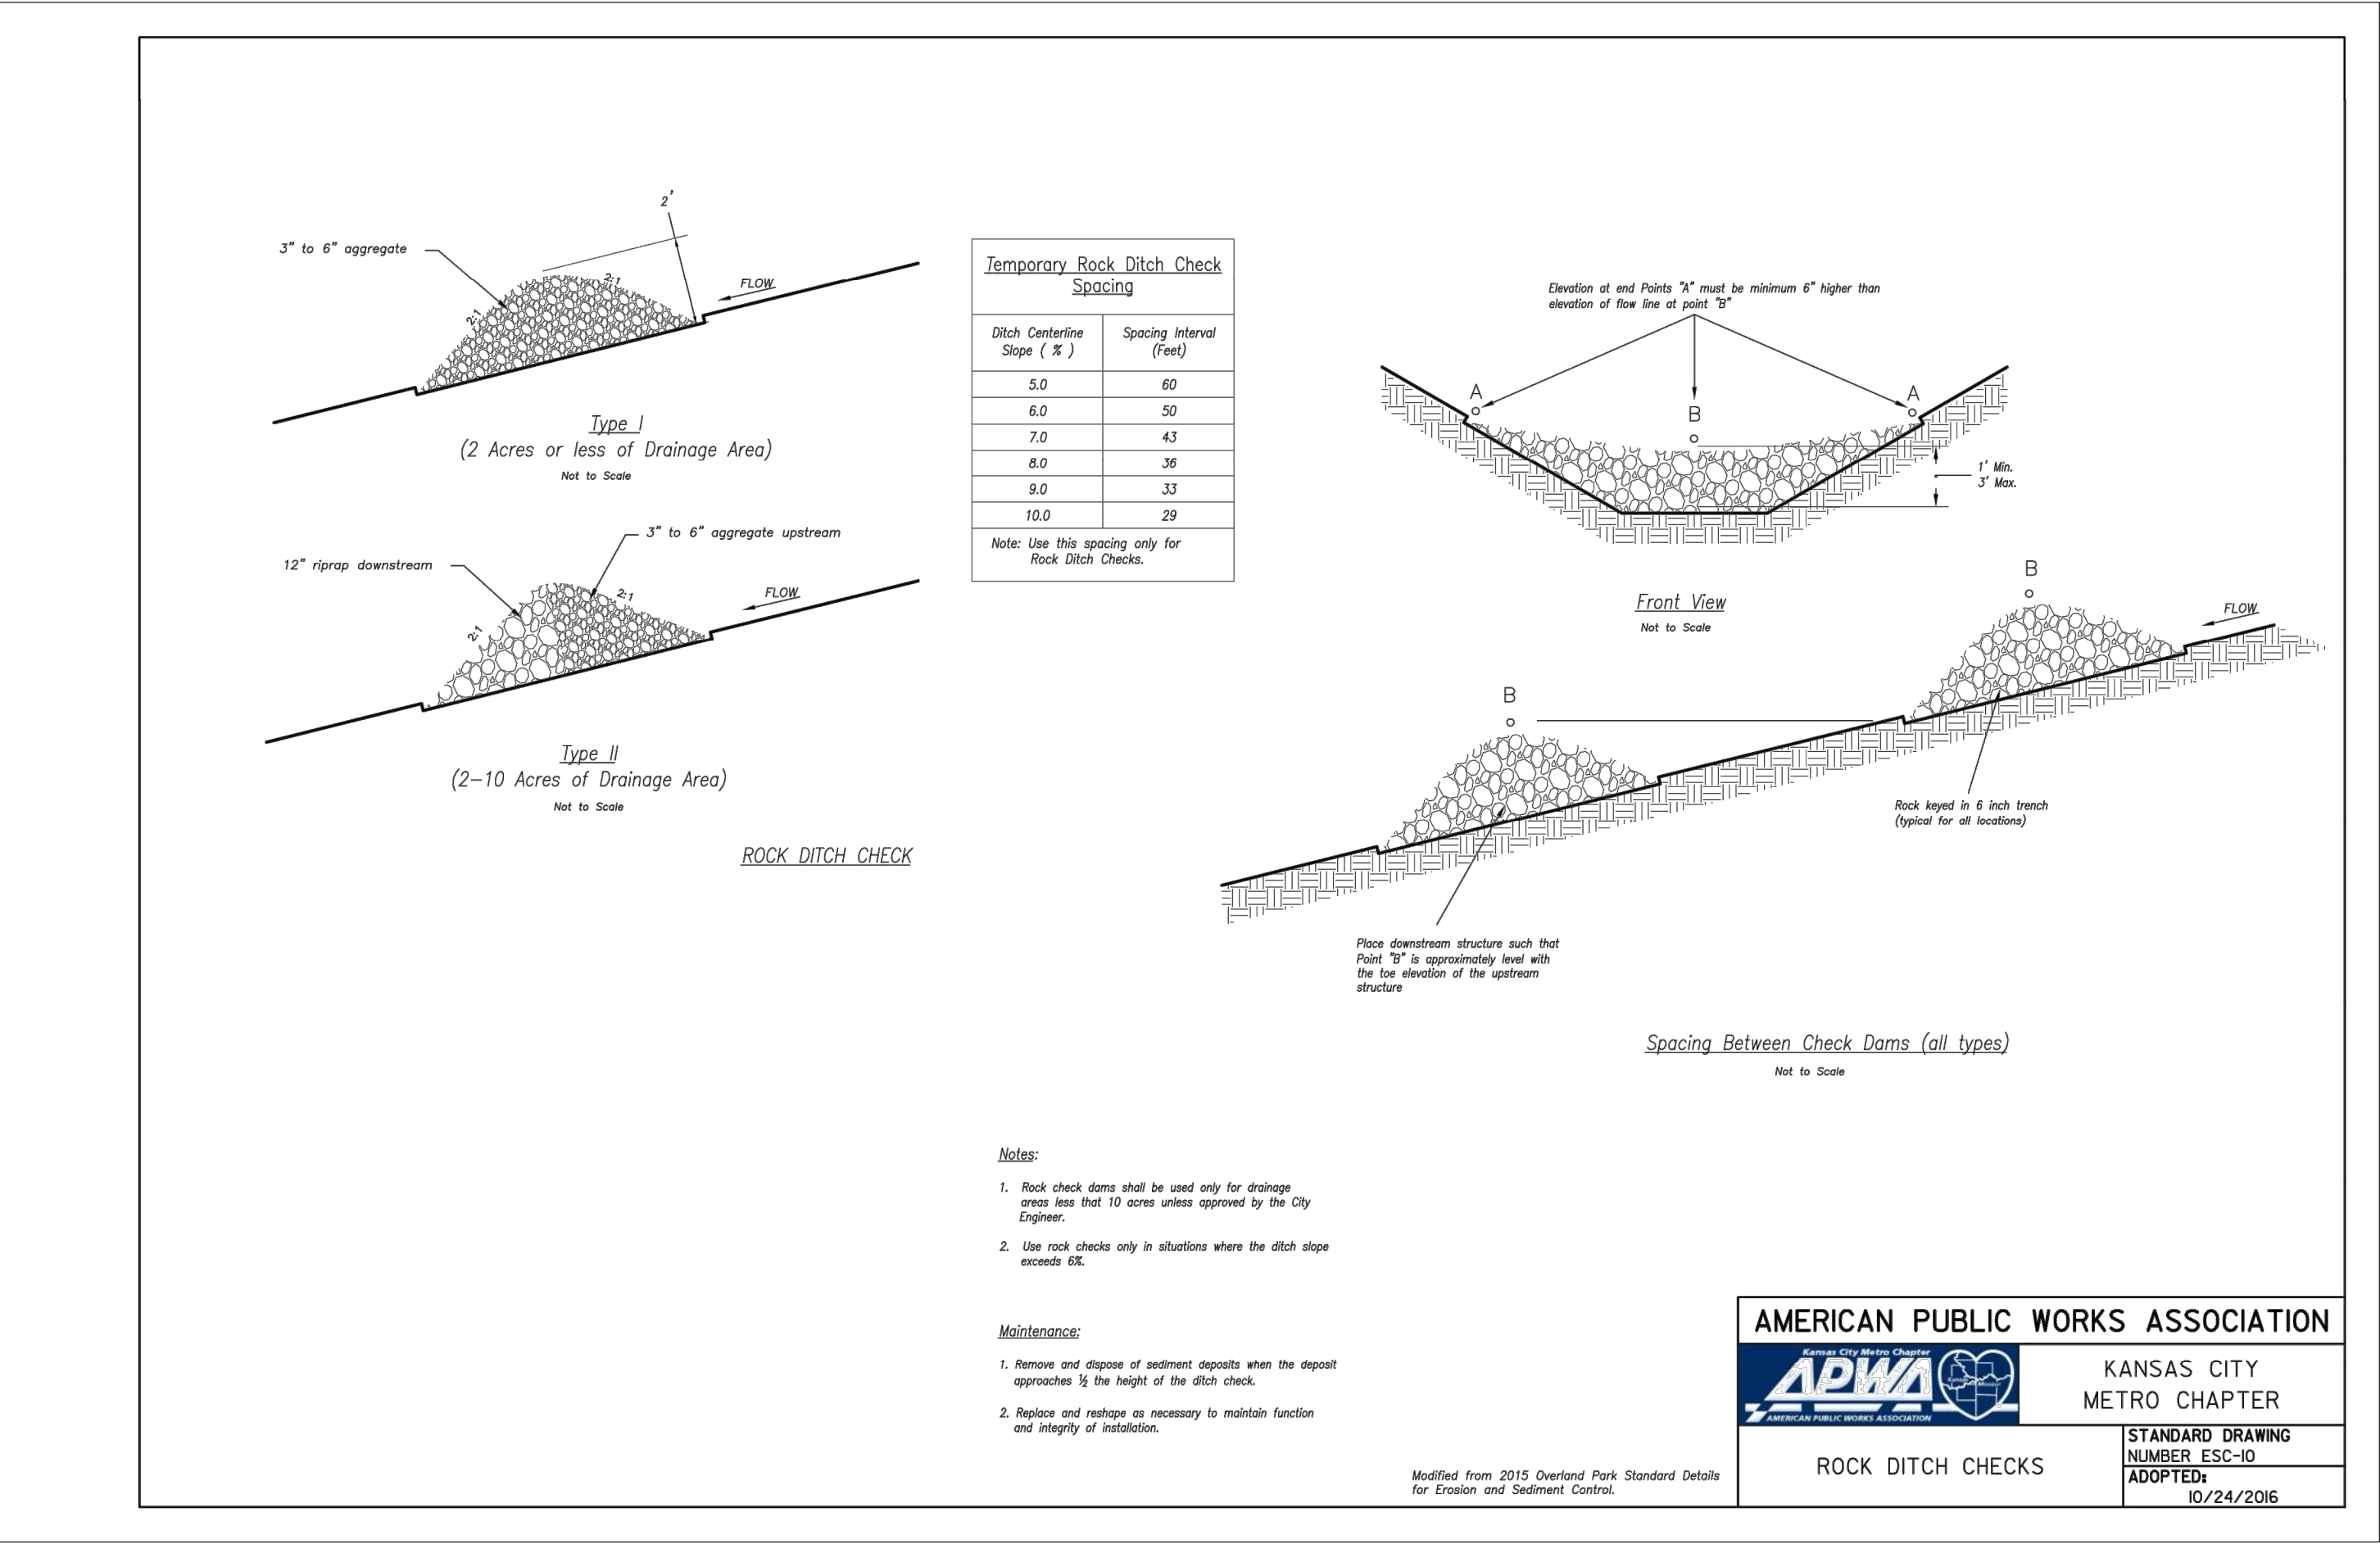 2'
3" to 6" aggregate
2:1
2:1
FLOW
Type I
(2 Acres or less of Drainage Area)
Not to Scale
12" riprap downstream
3" to 6" aggregate upstream
2:1
2:1
FLOW
Type II
(2-10 Acres of Drainage Area)
Not to Scale
ROCK DITCH CHECK
Temporary Rock Ditch Check
Spacing
Ditch Centerline
Slope ( % )
Spacing Interval
(Feet)
5.0 60
6.0 50
7.0 43
8.0 36
9.0 33
10.0 29
Note: Use this spacing only for
Rock Ditch Checks.
Elevation at end Points "A" must be minimum 6" higher than
elevation of flow line at point "B"
A
B
A
1' Min.
3' Max.
Front View
Not to Scale
B
FLOW
B
Rock keyed in 6 inch trench
(typical for all locations)
Place downstream structure such that
Point "B" is approximately level with
the toe elevation of the upstream
structure
Spacing Between Check Dams (all types)
Not to Scale
Notes:
1. Rock check dams shall be used only for drainage
areas less that 10 acres unless approved by the City
Engineer.
2. Use rock checks only in situations where the ditch slope
exceeds 6%.
Maintenance:
1. Remove and dispose of sediment deposits when the deposit
approaches ½ the height of the ditch check.
2. Replace and reshape as necessary to maintain function
and integrity of installation.
Modified from 2015 Overland Park Standard Details
for Erosion and Sediment Control.
AMERICAN PUBLIC WORKS ASSOCIATION
Kansas City Metro Chapter
APWA
AMERICAN PUBLIC WORKS ASSOCIATION
KANSAS CITY
METRO CHAPTER
ROCK DITCH CHECKS
STANDARD DRAWING
NUMBER ESC-10
ADOPTED:
10/24/2016